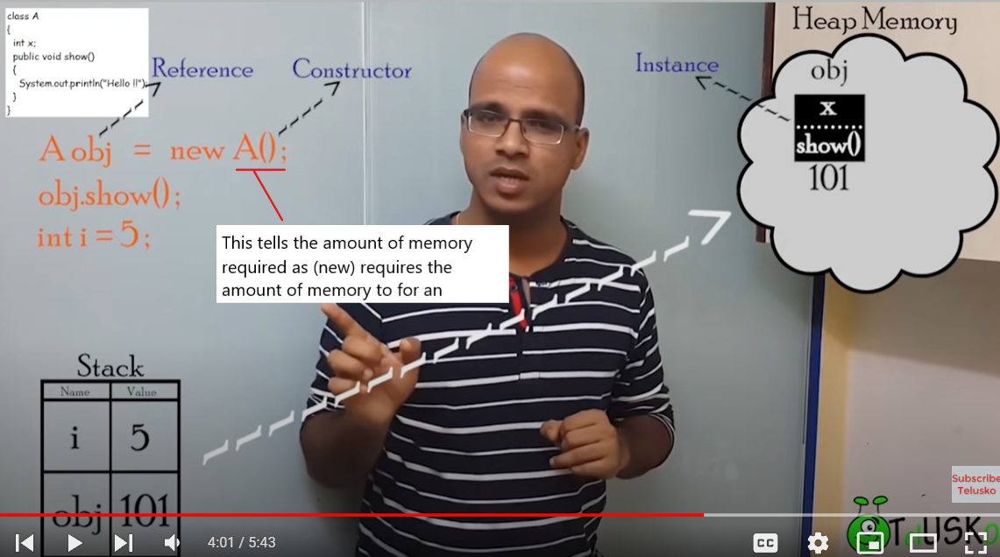 class A
{
int x;
public void show()
{
System.out.println("Hello !!");
}
}
Reference
Constructor
Instance
Heap Memory
obj
x
show()
101
A obj = new A();
obj.show();
int i = 5;
This tells the amount of memory
required as (new) requires the
amount of memory to for an
Stack
Name Value
i 5
obj 101
Subscribe
Telusko
4:01 / 5:43
CC